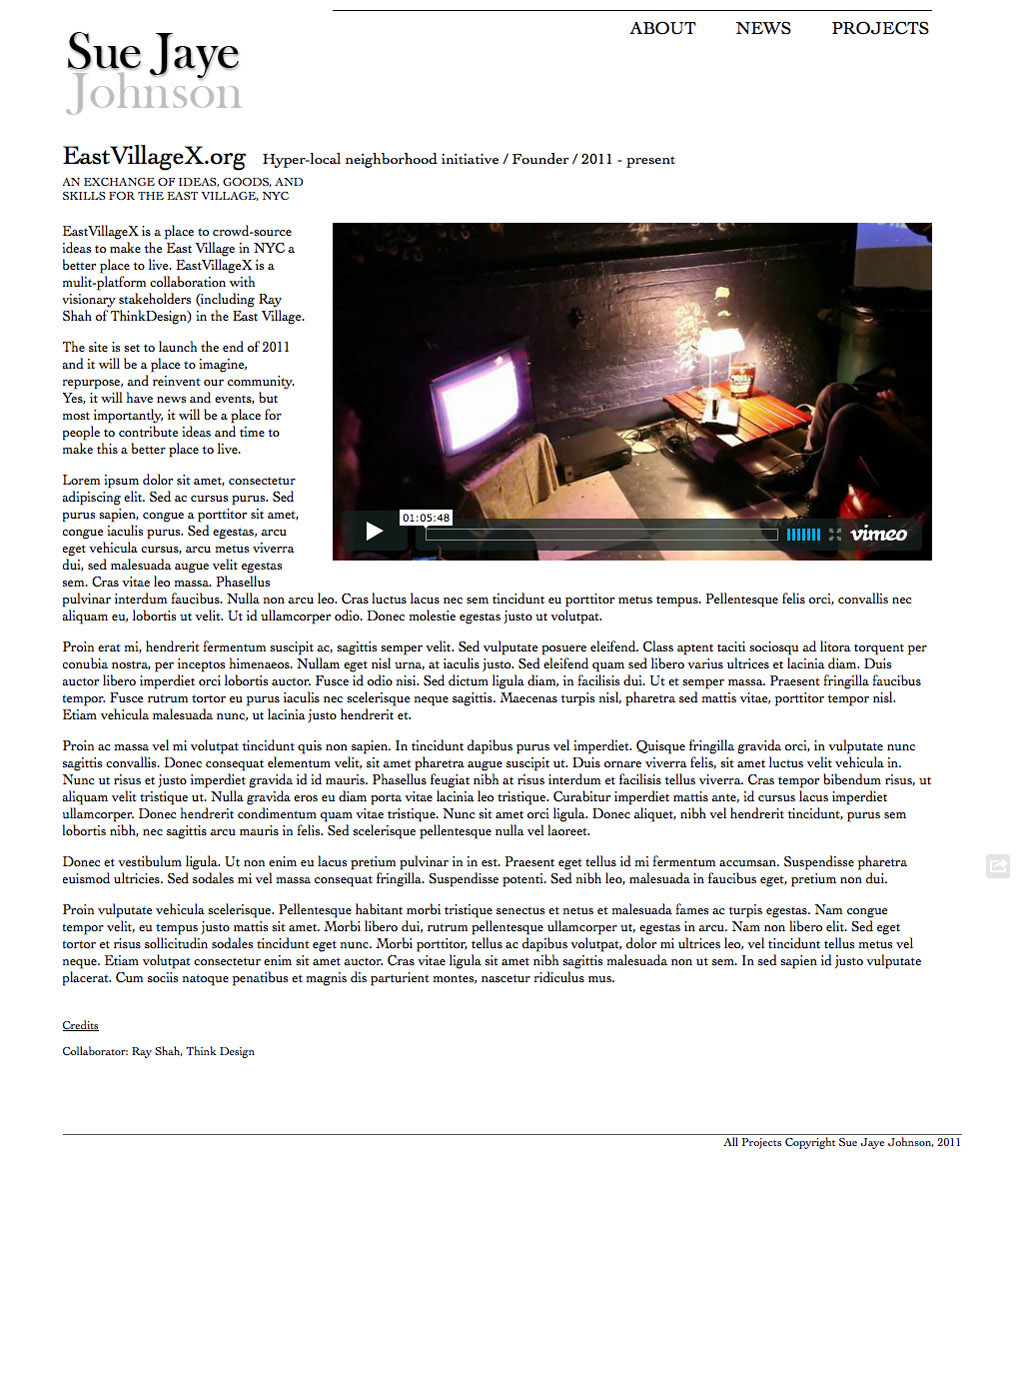 ABOUT NEWS PROJECTS
Sue Jaye
Johnson
EastVillageX.org Hyper-local neighborhood initiative / Founder / 2011 - present
AN EXCHANGE OF IDEAS, GOODS, AND
SKILLS FOR THE EAST VILLAGE, NYC
EastVillageX is a place to crowd-source
ideas to make the East Village in NYC a
better place to live. EastVillageX is a
mulit-platform collaboration with
visionary stakeholders (including Ray
Shah of ThinkDesign) in the East Village.
The site is set to launch the end of 2011
and it will be a place to imagine,
repurpose, and reinvent our community.
Yes, it will have news and events, but
most importantly, it will be a place for
people to contribute ideas and time to
make this a better place to live.
01:05:48
vimeo
Lorem ipsum dolor sit amet, consectetur
adipiscing elit. Sed ac cursus purus. Sed
purus sapien, congue a porttitor sit amet,
congue iaculis purus. Sed egestas, arcu
eget vehicula cursus, arcu metus viverra
dui, sed malesuada augue velit egestas
sem. Cras vitae leo massa. Phasellus
pulvinar interdum faucibus. Nulla non arcu leo. Cras luctus lacus nec sem tincidunt eu porttitor metus tempus. Pellentesque felis orci, convallis nec
aliquam eu, lobortis ut velit. Ut id ullamcorper odio. Donec molestie egestas justo ut volutpat.
Proin erat mi, hendrerit fermentum suscipit ac, sagittis semper velit. Sed vulputate posuere eleifend. Class aptent taciti sociosqu ad litora torquent per
conubia nostra, per inceptos himenaeos. Nullam eget nisl urna, at iaculis justo. Sed eleifend quam sed libero varius ultrices et lacinia diam. Duis
auctor libero imperdiet orci lobortis auctor. Fusce id odio nisi. Sed dictum ligula diam, in facilisis dui. Ut et semper massa. Praesent fringilla faucibus
tempor. Fusce rutrum tortor eu purus iaculis nec scelerisque neque sagittis. Maecenas turpis nisl, pharetra sed mattis vitae, porttitor tempor nisl.
Etiam vehicula malesuada nunc, ut lacinia justo hendrerit et.
Proin ac massa vel mi volutpat tincidunt quis non sapien. In tincidunt dapibus purus vel imperdiet. Quisque fringilla gravida orci, in vulputate nunc
sagittis convallis. Donec consequat elementum velit, sit amet pharetra augue suscipit ut. Duis ornare viverra felis, sit amet luctus velit vehicula in.
Nunc ut risus et justo imperdiet gravida id id mauris. Phasellus feugiat nibh at risus interdum et facilisis tellus viverra. Cras tempor bibendum risus, ut
aliquam velit tristique ut. Nulla gravida eros eu diam porta vitae lacinia leo tristique. Curabitur imperdiet mattis ante, id cursus lacus imperdiet
ullamcorper. Donec hendrerit condimentum quam vitae tristique. Nunc sit amet orci ligula. Donec aliquet, nibh vel hendrerit tincidunt, purus sem
lobortis nibh, nec sagittis arcu mauris in felis. Sed scelerisque pellentesque nulla vel laoreet.
Donec et vestibulum ligula. Ut non enim eu lacus pretium pulvinar in in est. Praesent eget tellus id mi fermentum accumsan. Suspendisse pharetra
euismod ultricies. Sed sodales mi vel massa consequat fringilla. Suspendisse potenti. Sed nibh leo, malesuada in faucibus eget, pretium non dui.
Proin vulputate vehicula scelerisque. Pellentesque habitant morbi tristique senectus et netus et malesuada fames ac turpis egestas. Nam congue
tempor velit, eu tempus justo mattis sit amet. Morbi libero dui, rutrum pellentesque ullamcorper ut, egestas in arcu. Nam non libero elit. Sed eget
tortor et risus sollicitudin sodales tincidunt eget nunc. Morbi porttitor, tellus ac dapibus volutpat, dolor mi ultrices leo, vel tincidunt tellus metus vel
neque. Etiam volutpat consectetur enim sit amet auctor. Cras vitae ligula sit amet nibh sagittis malesuada non ut sem. In sed sapien id justo vulputate
placerat. Cum sociis natoque penatibus et magnis dis parturient montes, nascetur ridiculus mus.
Credits
Collaborator: Ray Shah, Think Design
All Projects Copyright Sue Jaye Johnson, 2011